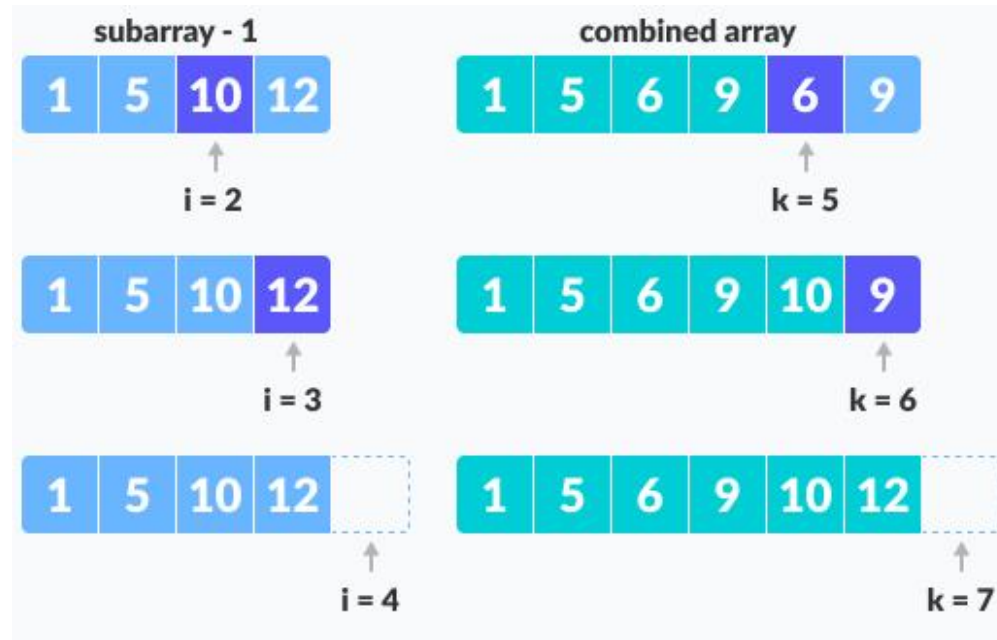 subarray - 1 combined array
1 5 10 12 1 5 6 9 6 9
i = 2 k = 5
1 5 10 12 1 5 6 9 10 9
i = 3 k = 6
1 5 10 12 1 5 6 9 10 12
i = 4 k = 7